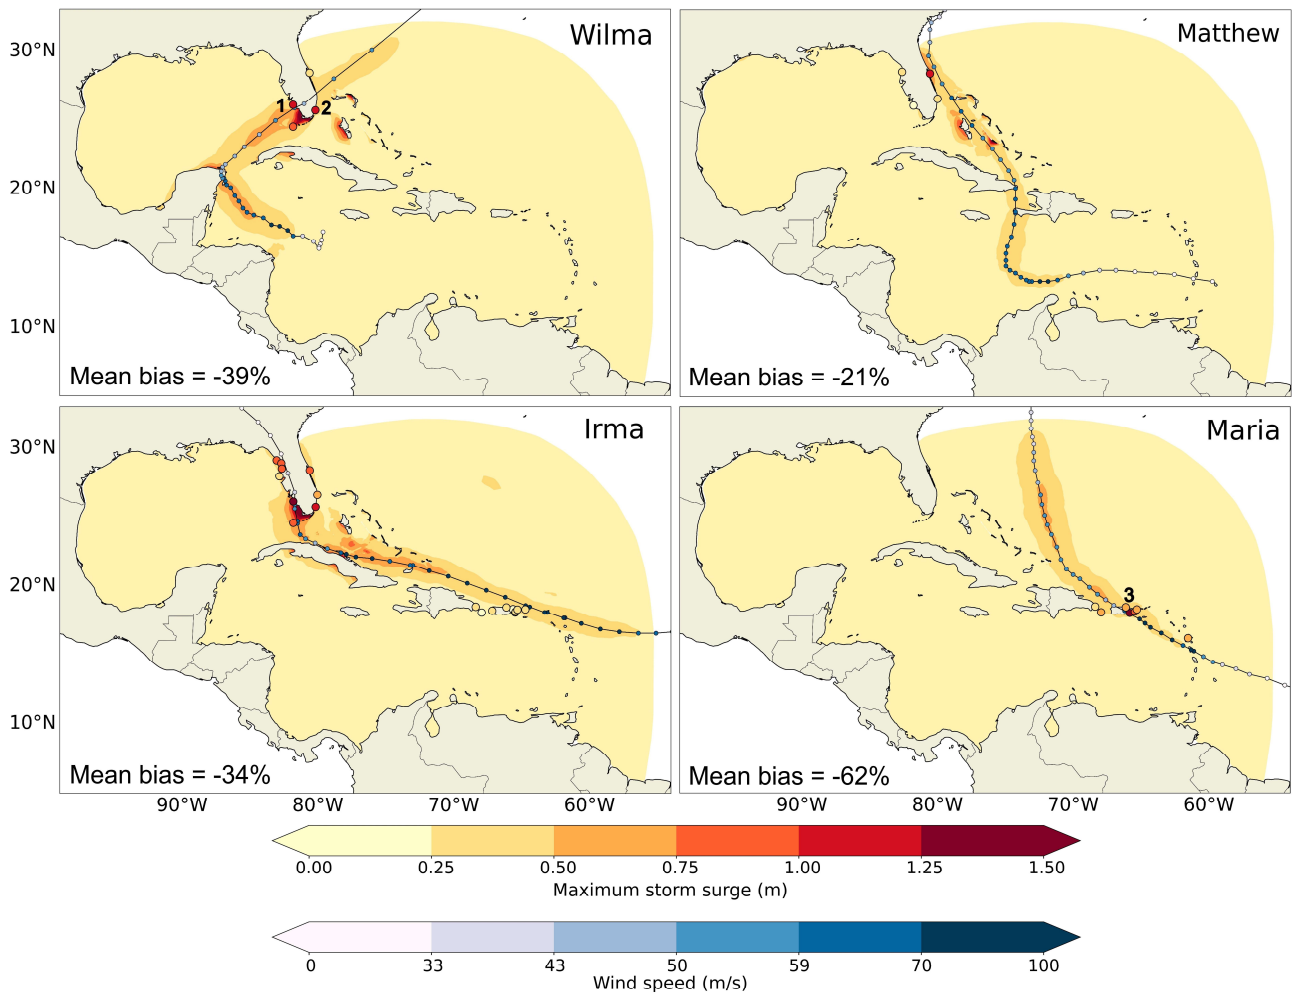 Wilma
Matthew
30°N
1
2
20°N
10°N
Mean bias = -39%
Mean bias = -21%
Irma
Maria
30°N
20°N
3
10°N
Mean bias = -34%
Mean bias = -62%
90°W 80°W 70°W 60°W 90°W 80°W 70°W 60°W
0.00 0.25 0.50 0.75 1.00 1.25 1.50
Maximum storm surge (m)
0 33 43 50 59 70 100
Wind speed (m/s)